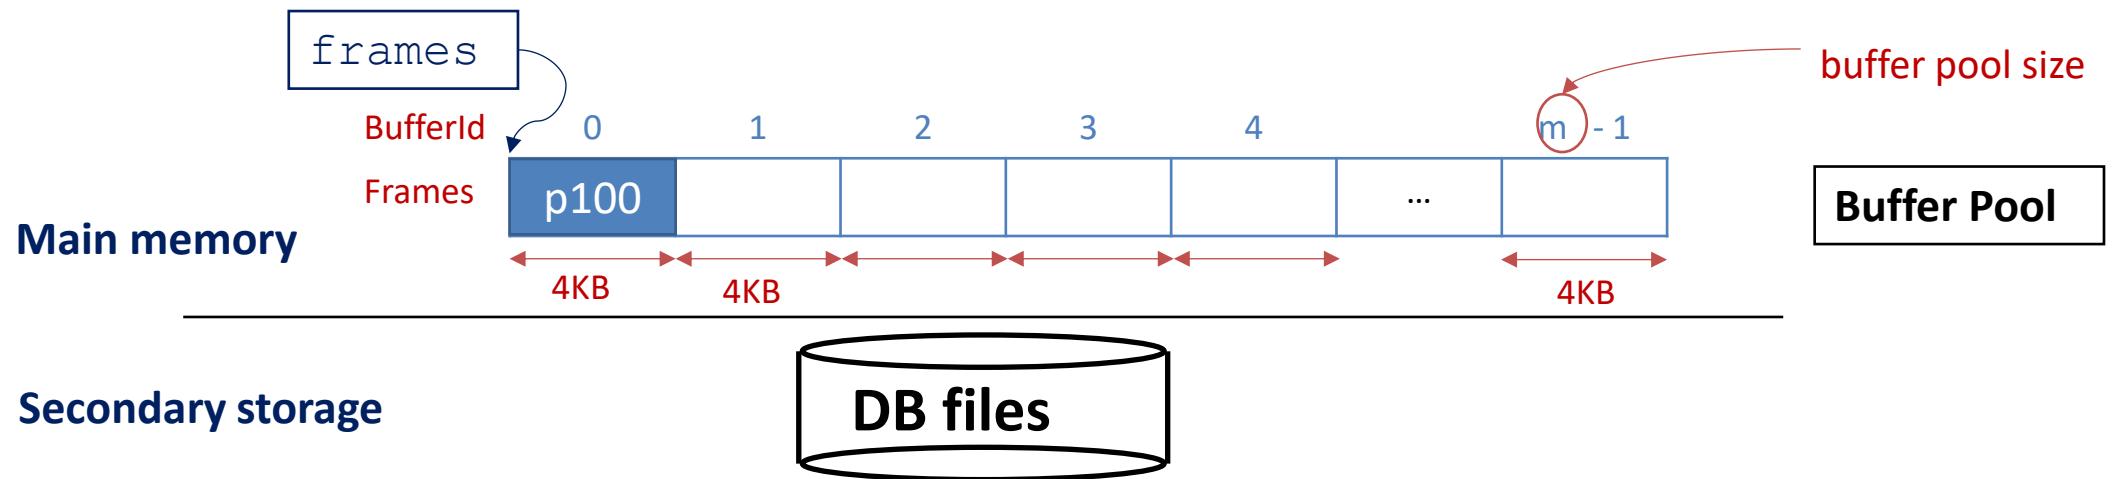 frames
buffer pool size
BufferId 0 1 2 3 4 m - 1
Frames p100 ... Buffer Pool
Main memory
4KB 4KB 4KB
Secondary storage DB files